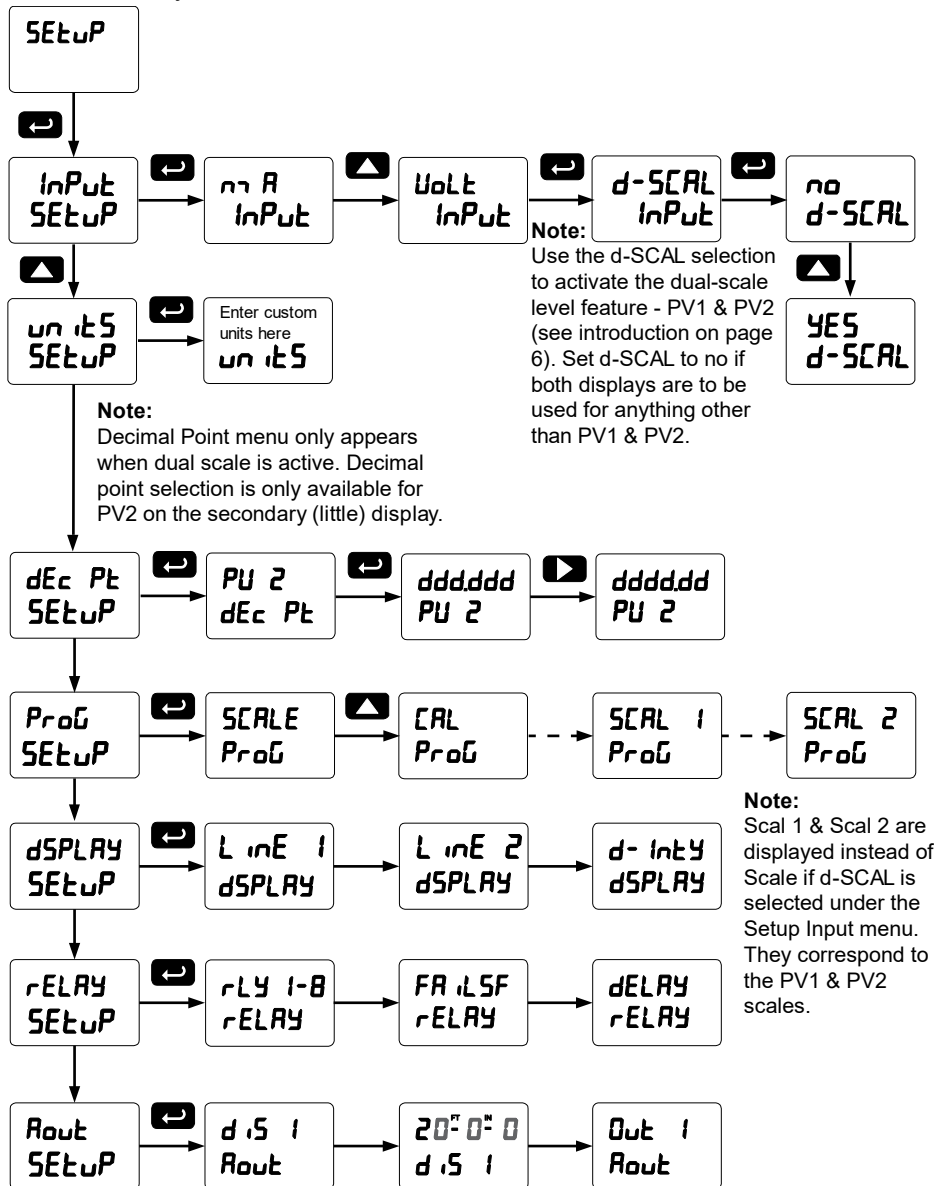 SEtuP
InPut
SEtuP
mA
InPut
VoLt
InPut
d-SCAL
InPut
no
d-SCAL
YES
d-SCAL
Note:
Use the d-SCAL selection
to activate the dual-scale
level feature - PV1 & PV2
(see introduction on page
6). Set d-SCAL to no if
both displays are to be
used for anything other
than PV1 & PV2.
unitS
SEtuP
Enter custom
units here
unitS
Note:
Decimal Point menu only appears
when dual scale is active. Decimal
point selection is only available for
PV2 on the secondary (little) display.
dEc Pt
SEtuP
PV 2
dEc Pt
ddd.ddd
PV 2
dddd.dd
PV 2
ProG
SEtuP
SCALE
ProG
CAL
ProG
SCAL 1
ProG
SCAL 2
ProG
Note:
Scal 1 & Scal 2 are
displayed instead of
Scale if d-SCAL is
selected under the
Setup Input menu.
They correspond to
the PV1 & PV2
scales.
dSPLAY
SEtuP
LinE 1
dSPLAY
LinE 2
dSPLAY
d-IntY
dSPLAY
rELAY
SEtuP
rLY 1-8
rELAY
FAiLSF
rELAY
dELAY
rELAY
Aout
SEtuP
diS 1
Aout
20FT-0IN-0
diS 1
Out 1
Aout